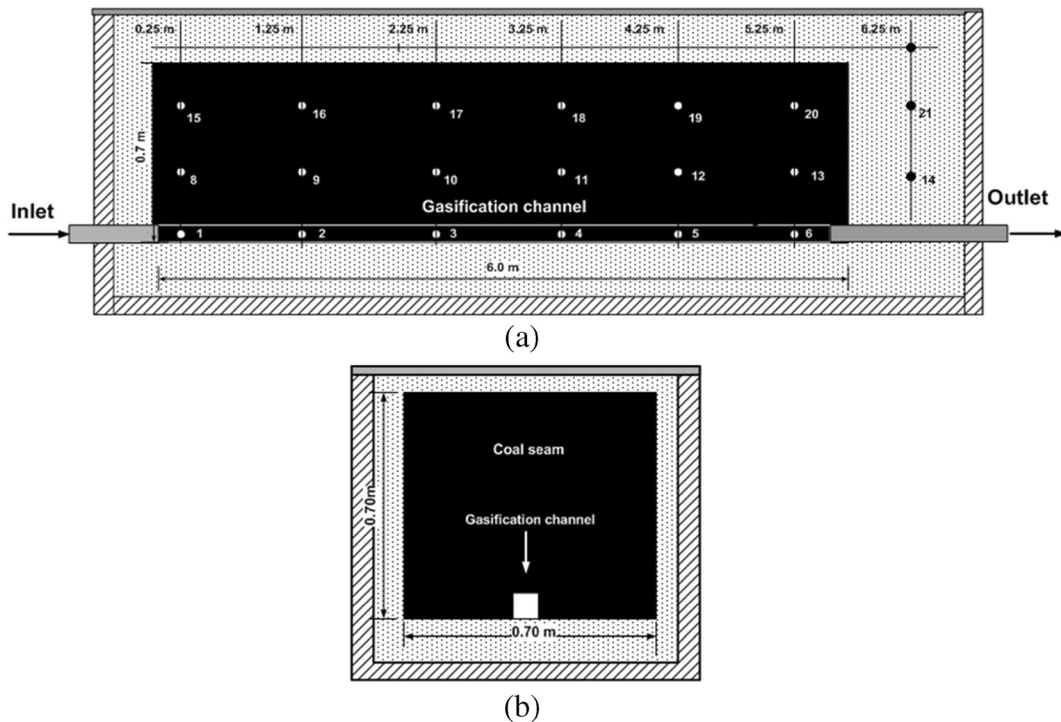 0.25 m 1.25 m 2.25 m 3.25 m 4.25 m 5.25 m 6.25 m
15 16 17 18 19 20 21
0.7 m
8 9 10 11 12 13 14
Gasification channel
Inlet
Outlet
1 2 3 4 5 6
6.0 m
(a)
Coal seam
0.70m
Gasification channel
0.70 m
(b)